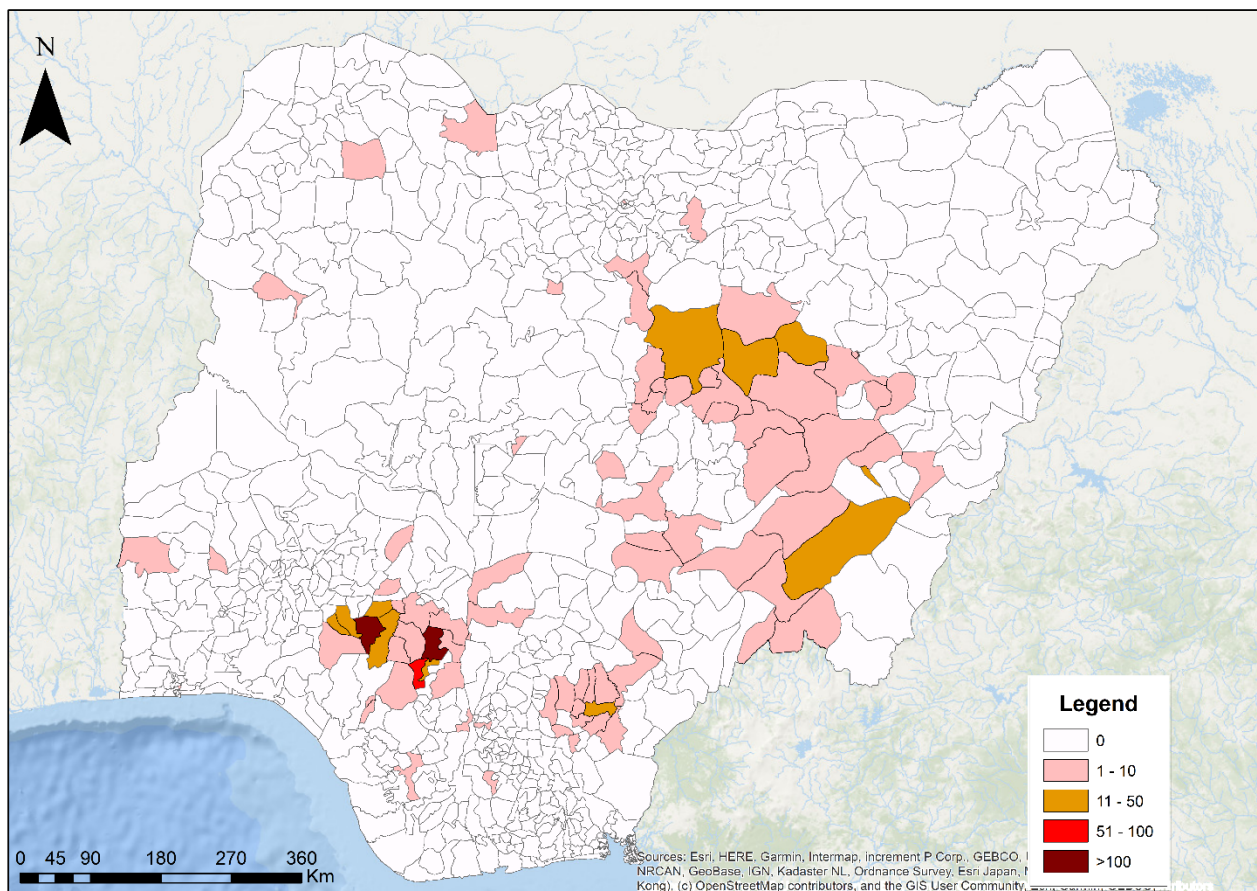 N
Legend
0
1 - 10
11 - 50
51 - 100
>100
0 45 90 180 270 360
Km
Sources: Esri, HERE, Garmin, Intermap, increment P Corp., GEBCO,
NRCAN, GeoBase, IGN, Kadaster NL, Ordnance Survey, Esri Japan,
Kong), (c) OpenStreetMap contributors, and the GIS User Community,